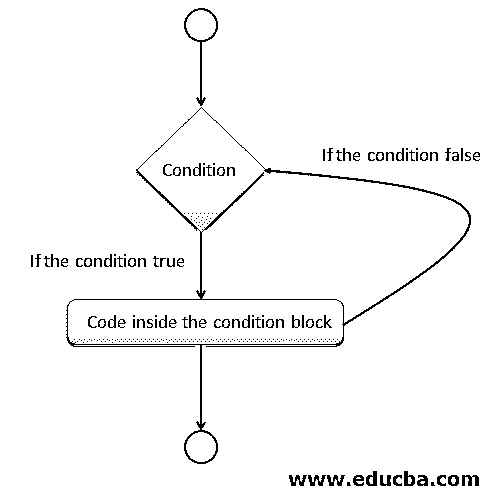 Condition
If the condition false
If the condition true
Code inside the condition block
www.educba.com